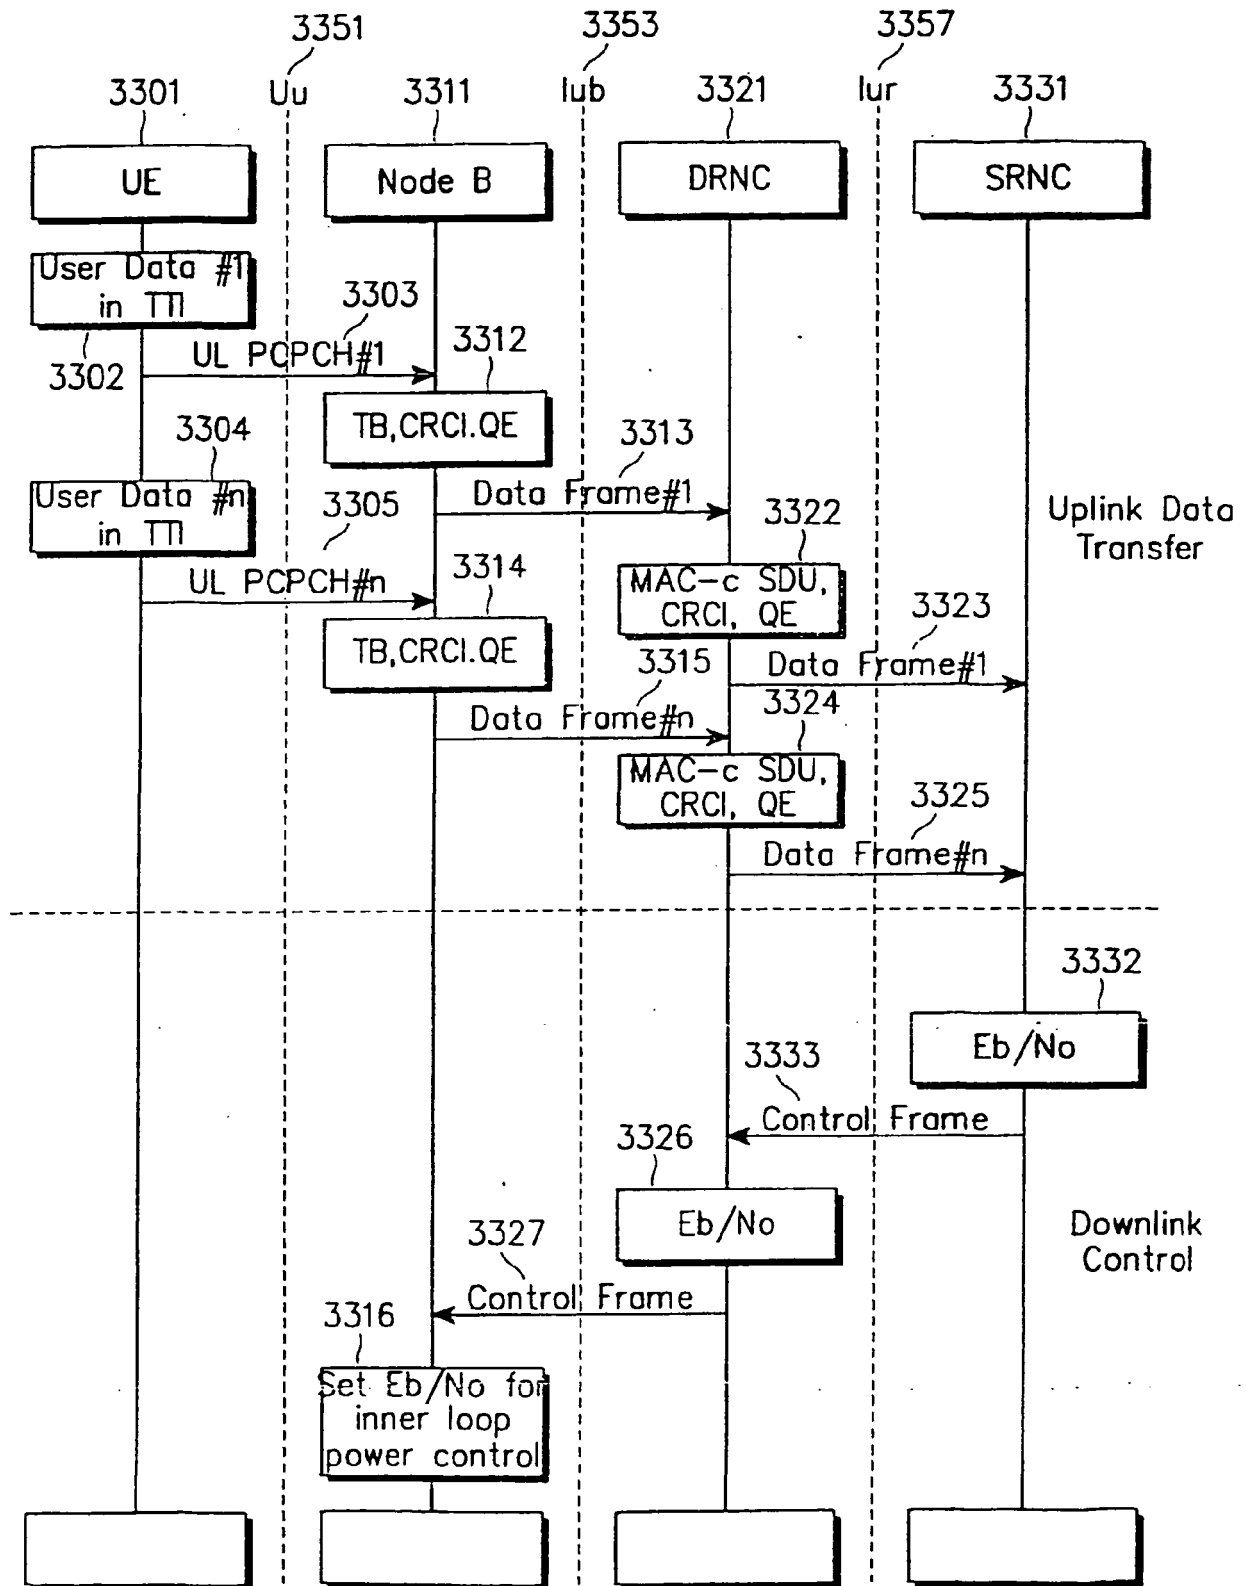 3351
3353
3357
3301
Uu
3311
Iub
3321
Iur
3331
UE
Node B
DRNC
SRNC
User Data #1
in TTI
3303
3302
UL PCPCH#1
3312
TB,CRCI.QE
3304
3313
User Data #n
in TTI
3305
Data Frame#1
3322
Uplink Data
Transfer
UL PCPCH#n
3314
MAC-c SDU,
CRCI, QE
3323
TB,CRCI.QE
3315
Data Frame#1
Data Frame#n
3324
MAC-c SDU,
CRCI, QE
3325
Data Frame#n
3332
Eb/No
3333
Control Frame
3326
Eb/No
Downlink
Control
3327
Control Frame
3316
Set Eb/No for
inner loop
power control